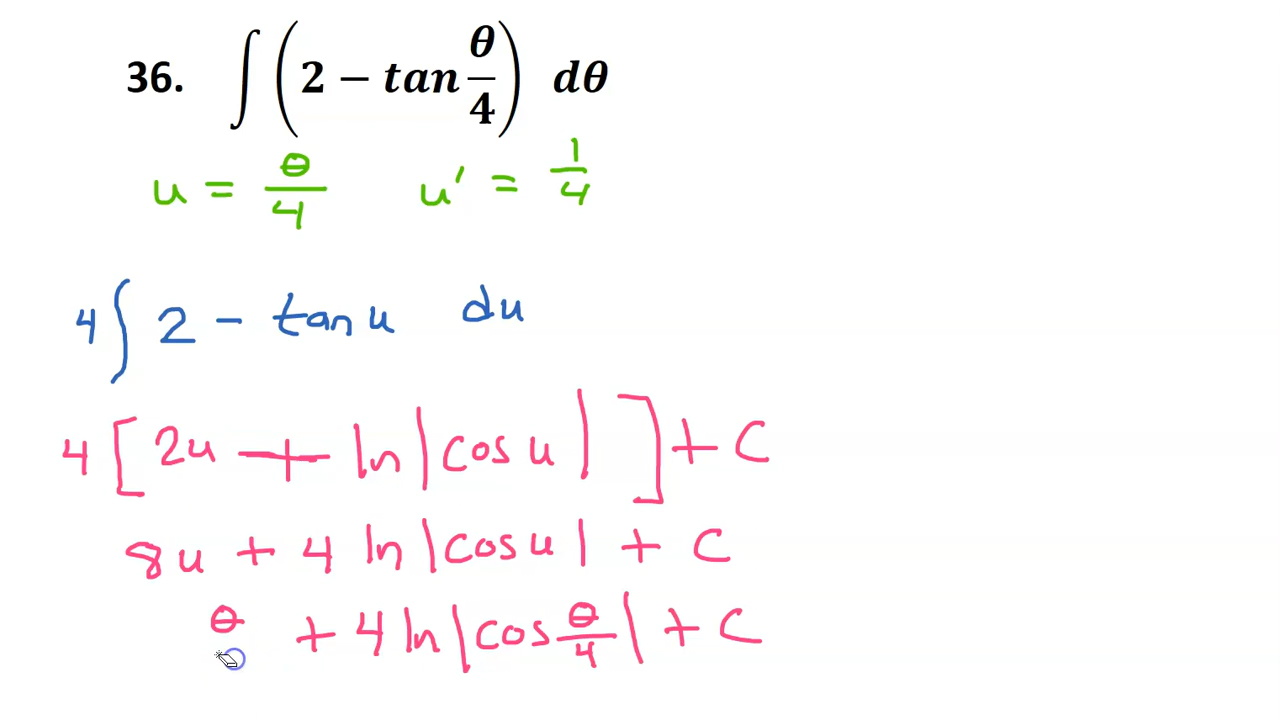 36. ∫ (2 − tan θ/4) dθ
u = θ/4 u' = 1/4
4∫ 2 − tan u du
4[2u + ln|cos u|] + C
8u + 4 ln|cos u| + C
θ + 4 ln|cos θ/4| + C